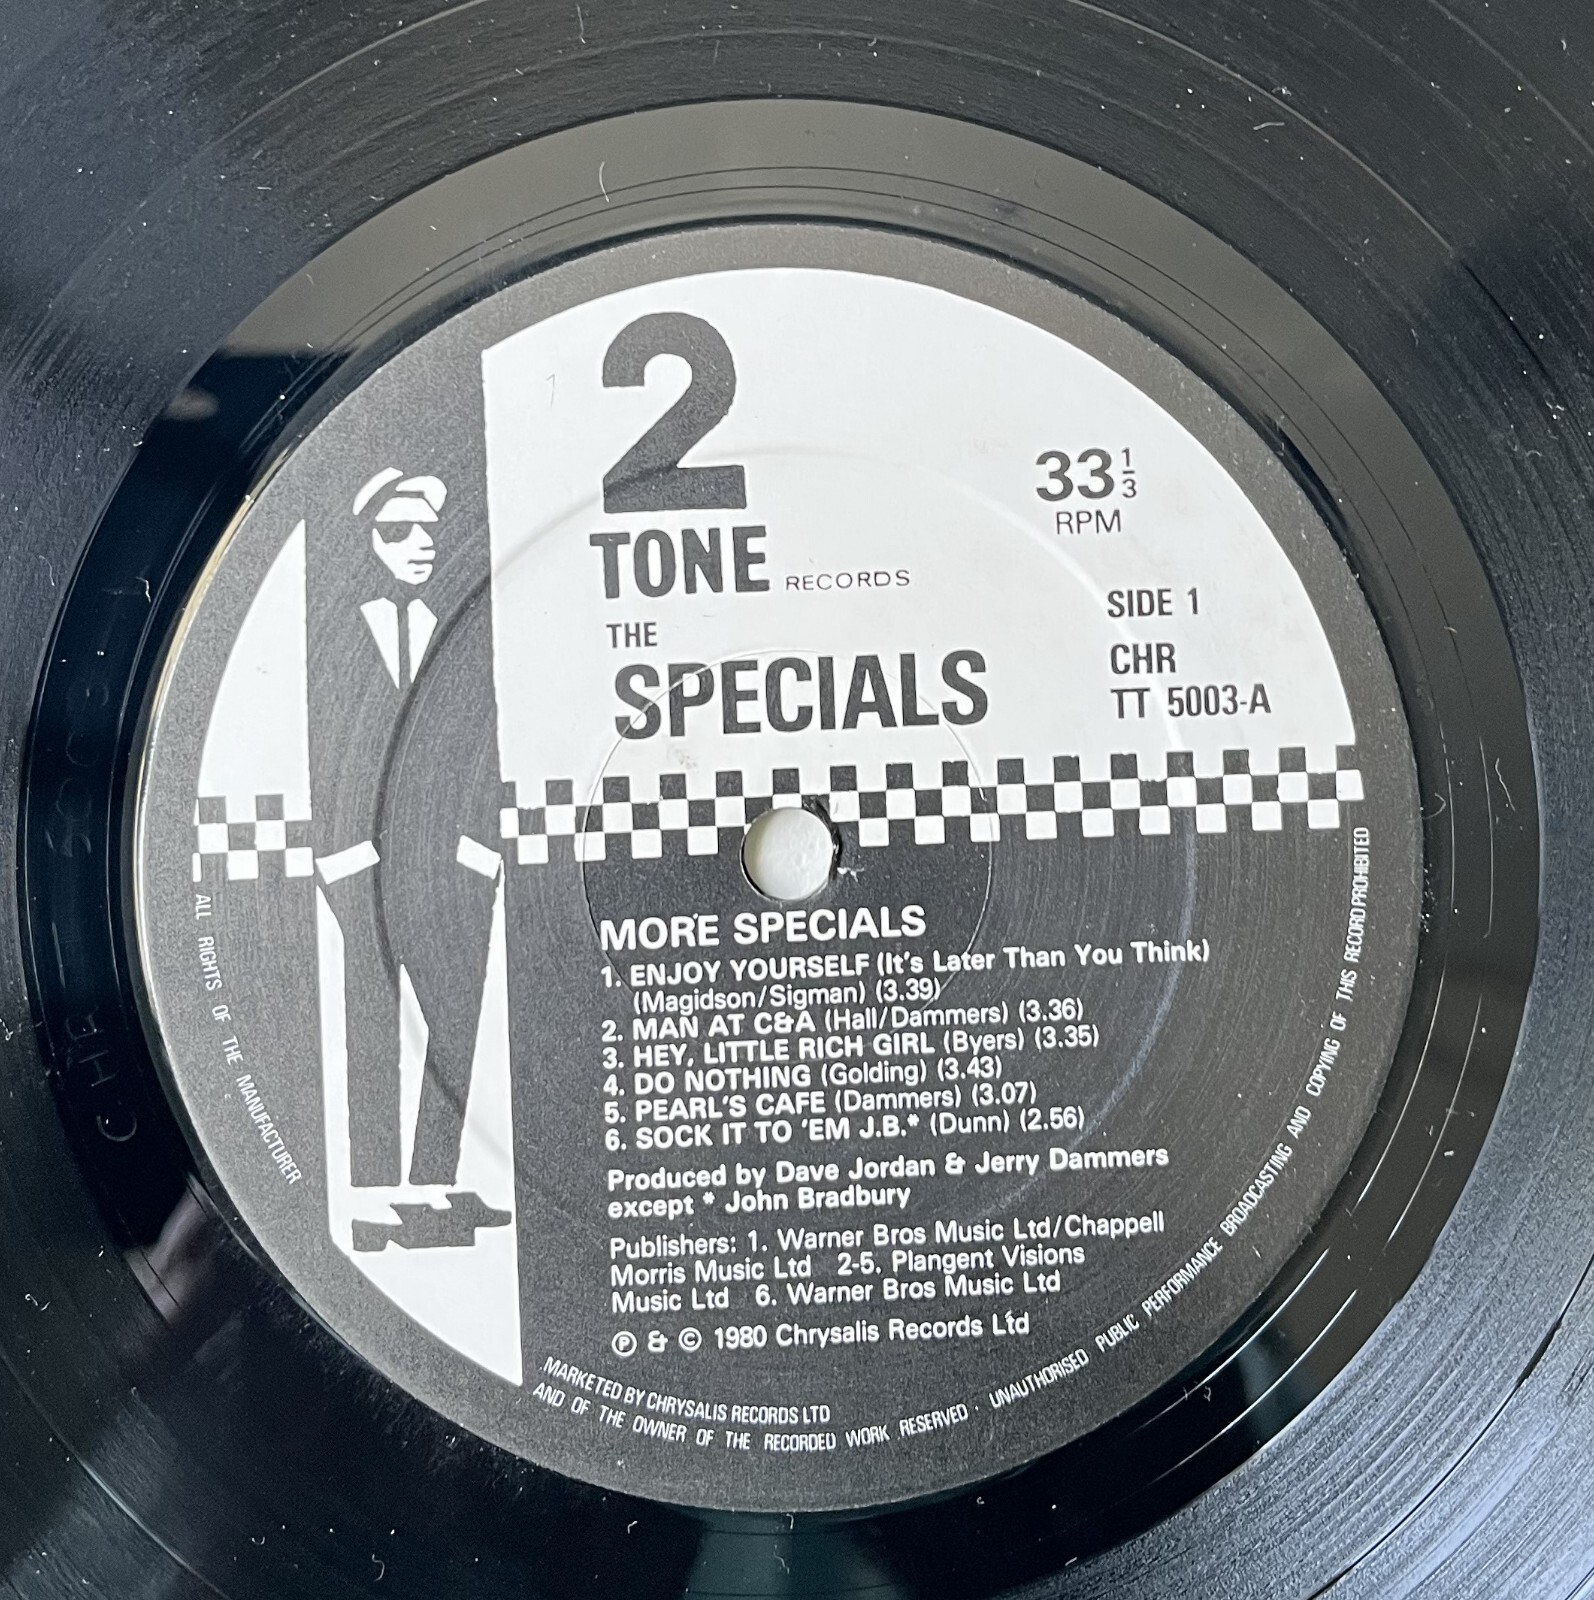 2
TONE RECORDS
33 1/3
RPM
THE
SPECIALS
SIDE 1
CHR
TT 5003-A
MORE SPECIALS
1. ENJOY YOURSELF (It's Later Than You Think)
(Magidson/Sigman) (3.39)
2. MAN AT C&A (Hall/Dammers) (3.36)
3. HEY, LITTLE RICH GIRL (Byers) (3.35)
4. DO NOTHING (Golding) (3.43)
5. PEARL'S CAFE (Dammers) (3.07)
6. SOCK IT TO 'EM J.B.* (Dunn) (2.56)
Produced by Dave Jordan & Jerry Dammers
except * John Bradbury
Publishers: 1. Warner Bros Music Ltd/Chappell
Morris Music Ltd 2-5. Plangent Visions
Music Ltd 6. Warner Bros Music Ltd
Ⓟ & © 1980 Chrysalis Records Ltd
MARKETED BY CHRYSALIS RECORDS LTD
ALL RIGHTS OF THE MANUFACTURER AND OF THE OWNER OF THE RECORDED WORK RESERVED · UNAUTHORISED PUBLIC PERFORMANCE BROADCASTING AND COPYING OF THIS RECORD PROHIBITED